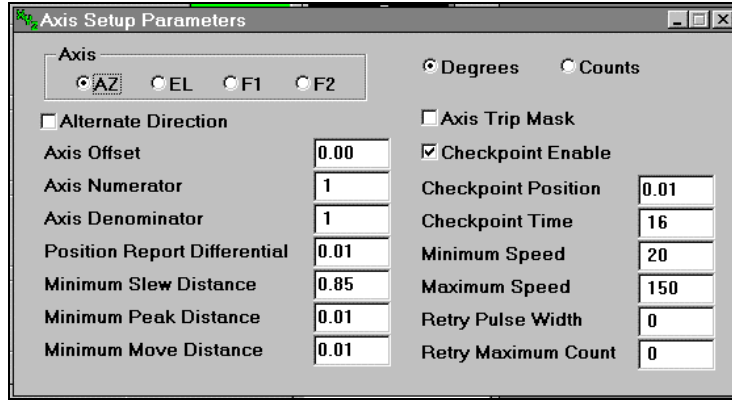 Axis Setup Parameters
Axis
AZ EL F1 F2
Alternate Direction
Axis Offset 0.00
Axis Numerator 1
Axis Denominator 1
Position Report Differential 0.01
Minimum Slew Distance 0.85
Minimum Peak Distance 0.01
Minimum Move Distance 0.01
Degrees Counts
Axis Trip Mask
Checkpoint Enable
Checkpoint Position 0.01
Checkpoint Time 16
Minimum Speed 20
Maximum Speed 150
Retry Pulse Width 0
Retry Maximum Count 0